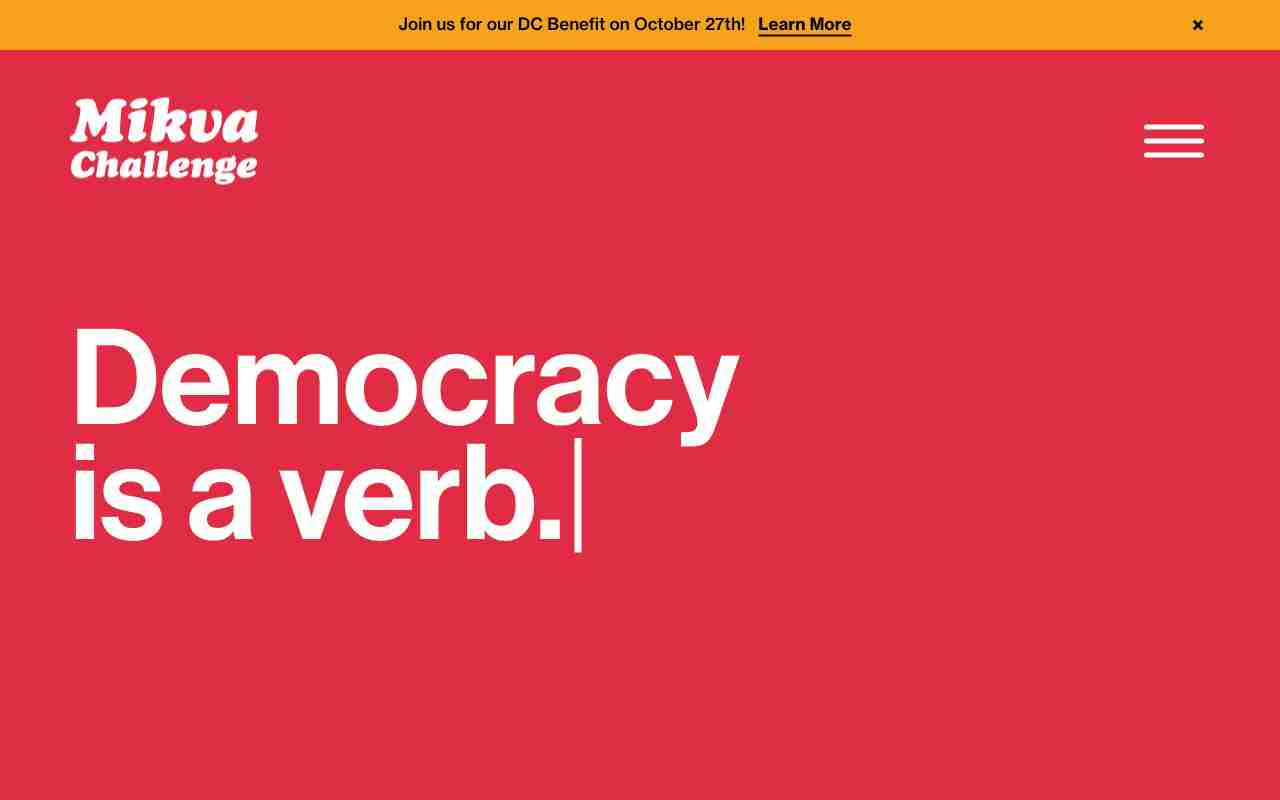 Join us for our DC Benefit on October 27th! Learn More ×
Mikva
Challenge
Democracy
is a verb.